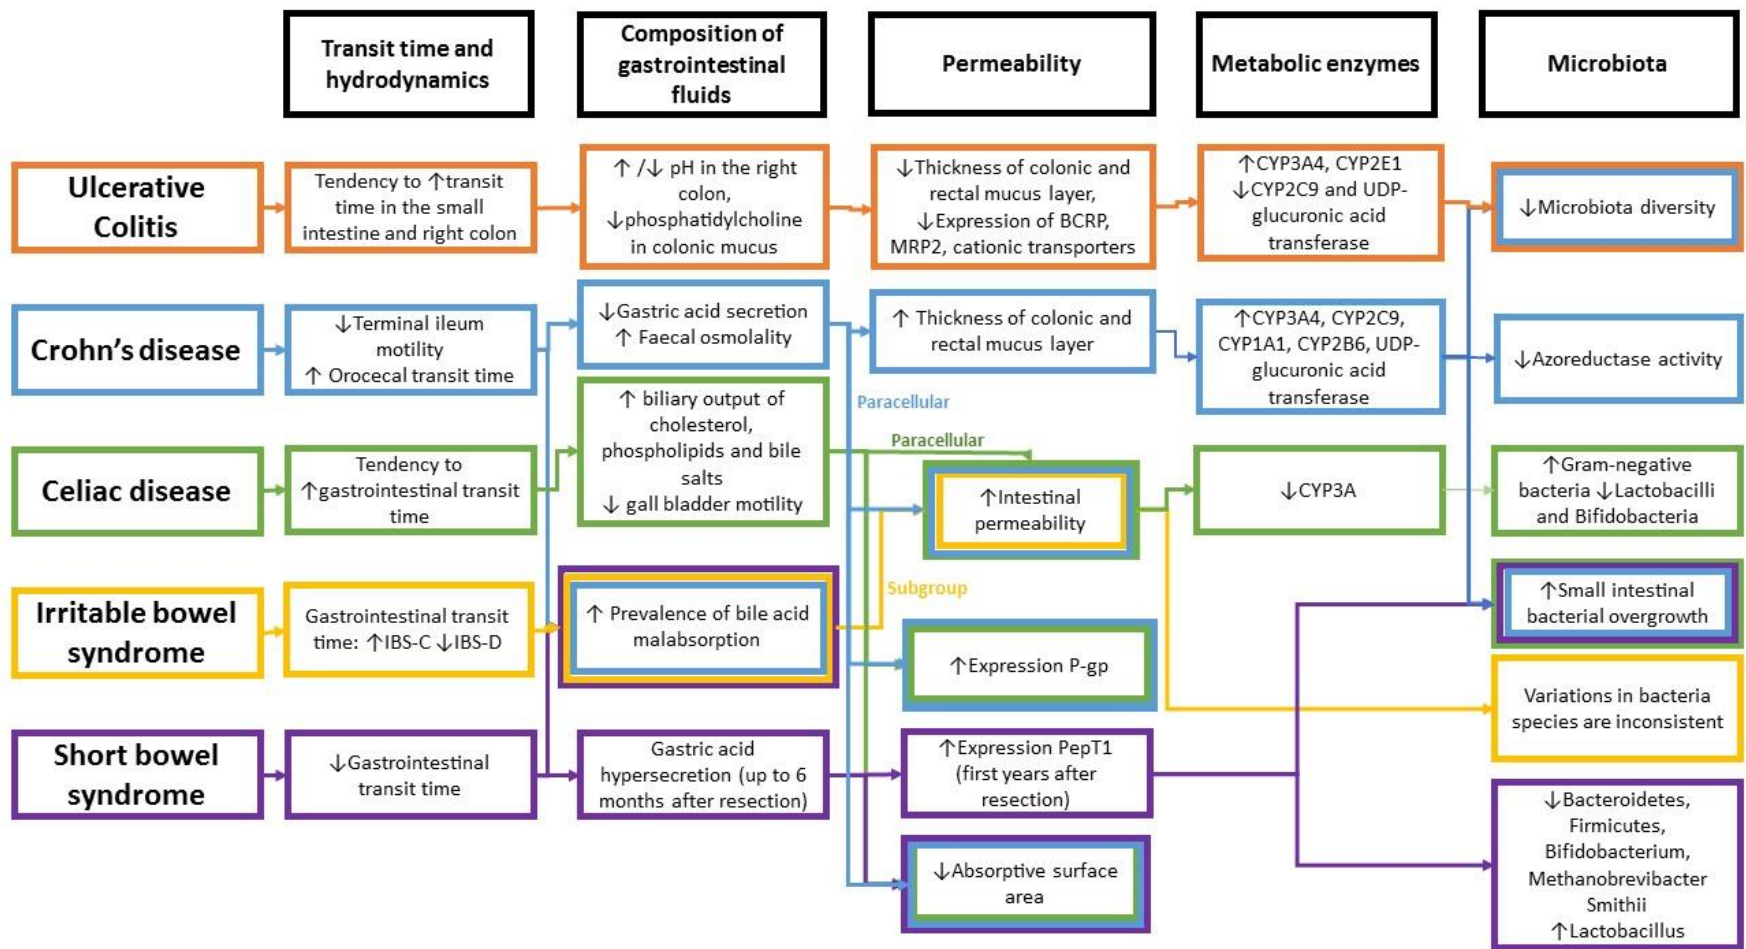 Transit time and
hydrodynamics
Composition of
gastrointestinal
fluids
Permeability
Metabolic enzymes
Microbiota
Ulcerative
Colitis
Tendency to ↑transit
time in the small
intestine and right colon
↑ /↓ pH in the right
colon,
↓phosphatidylcholine
in colonic mucus
↓Thickness of colonic and
rectal mucus layer,
↓Expression of BCRP,
MRP2, cationic transporters
↑CYP3A4, CYP2E1
↓CYP2C9 and UDP-
glucuronic acid
transferase
↓Microbiota diversity
Crohn's disease
↓Terminal ileum
motility
↑ Orocecal transit time
↓Gastric acid secretion
↑ Faecal osmolality
↑ Thickness of colonic and
rectal mucus layer
↑CYP3A4, CYP2C9,
CYP1A1, CYP2B6, UDP-
glucuronic acid
transferase
↓Azoreductase activity
Paracellular
Celiac disease
Tendency to
↑gastrointestinal transit
time
↑ biliary output of
cholesterol,
phospholipids and bile
salts
↓ gall bladder motility
Paracellular
↑Intestinal
permeability
↓CYP3A
↑Gram-negative
bacteria ↓Lactobacilli
and Bifidobacteria
Irritable bowel
syndrome
Gastrointestinal transit
time: ↑IBS-C ↓IBS-D
↑ Prevalence of bile acid
malabsorption
Subgroup
↑Expression P-gp
↑Small intestinal
bacterial overgrowth
Variations in bacteria
species are inconsistent
Short bowel
syndrome
↓Gastrointestinal
transit time
Gastric acid
hypersecretion (up to 6
months after resection)
↑Expression PepT1
(first years after
resection)
↓Absorptive surface
area
↓Bacteroidetes,
Firmicutes,
Bifidobacterium,
Methanobrevibacter
Smithii
↑Lactobacillus